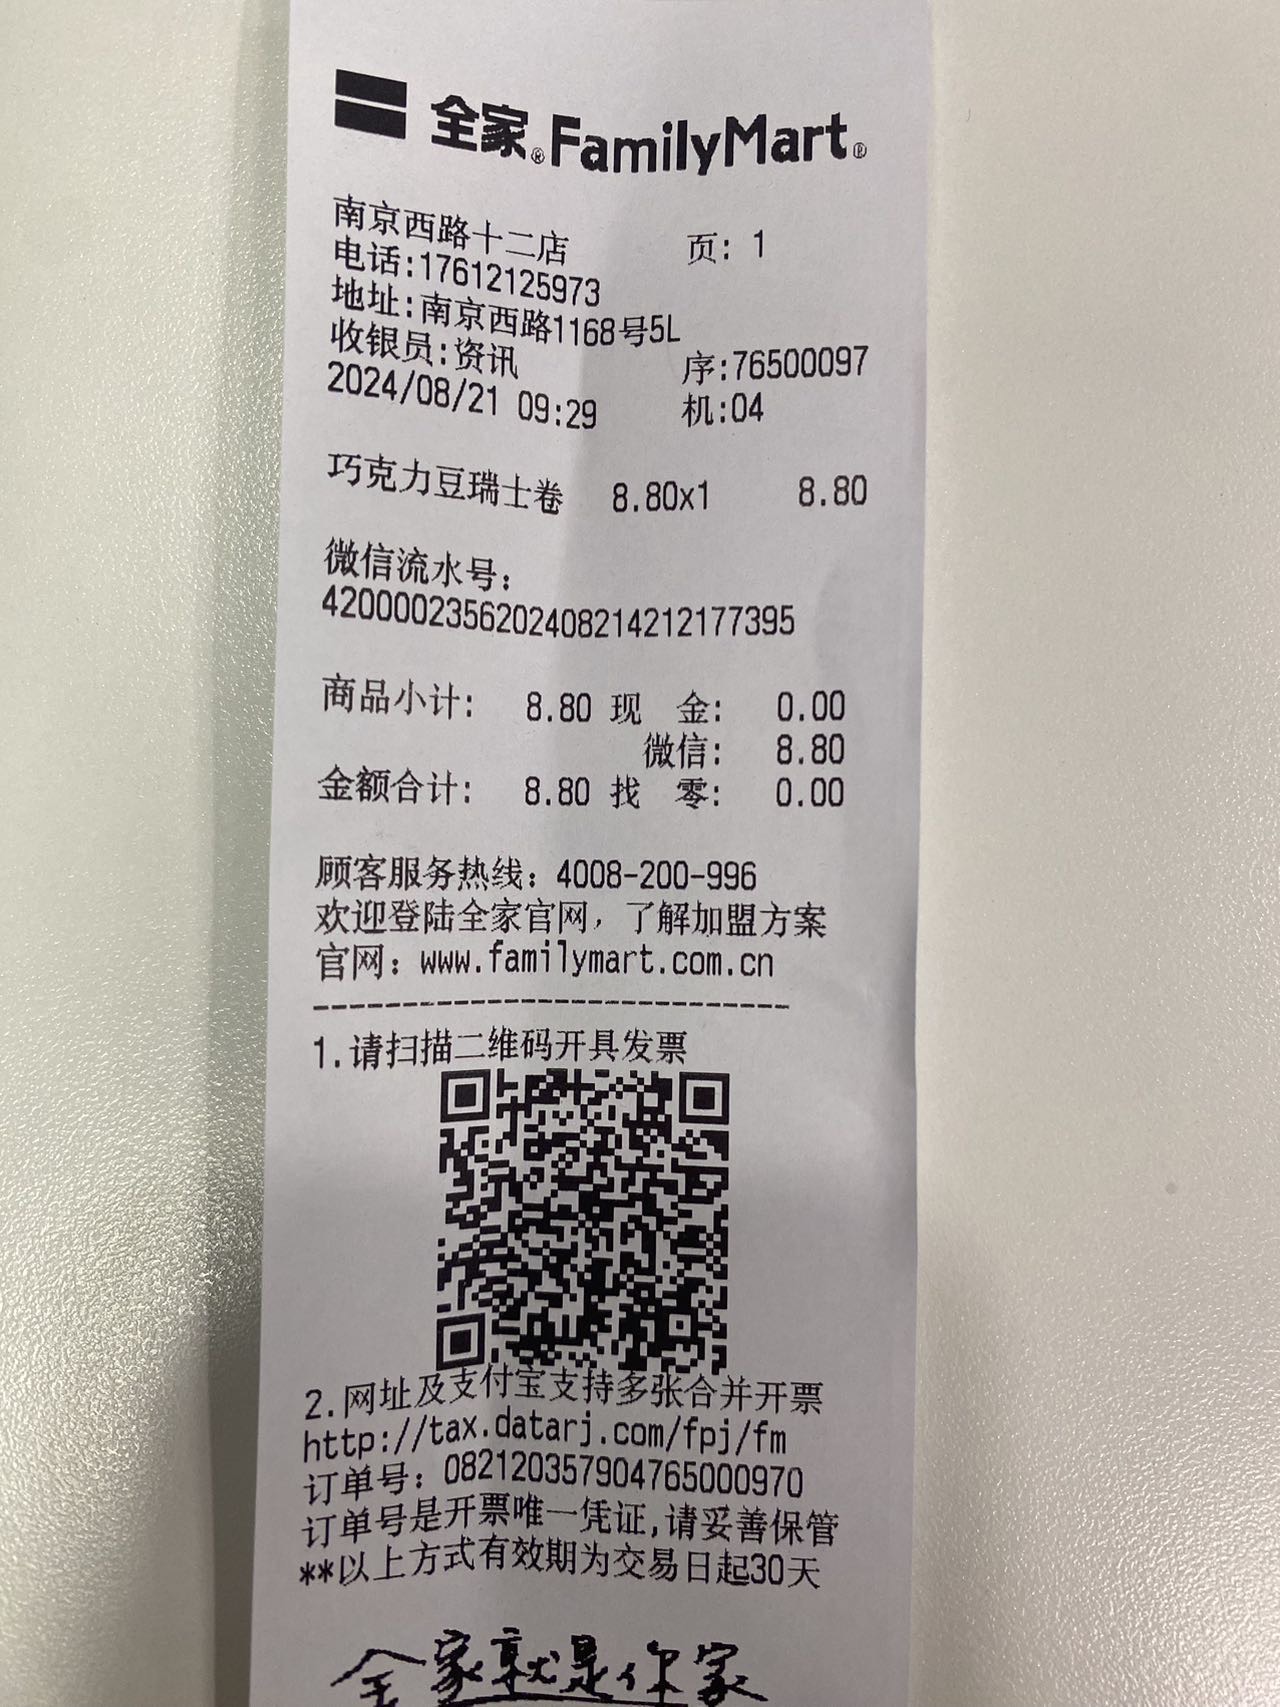 全家®FamilyMart®
南京西路十二店 页: 1
电话:17612125973
地址:南京西路1168号5L
收银员:资讯 序:76500097
2024/08/21 09:29 机:04
巧克力豆瑞士卷 8.80x1 8.80
微信流水号:
4200002356202408214212177395
商品小计: 8.80 现 金: 0.00
微信: 8.80
金额合计: 8.80 找 零: 0.00
顾客服务热线: 4008-200-996
欢迎登陆全家官网, 了解加盟方案
官网: www.familymart.com.cn
----------------------------
1.请扫描二维码开具发票
2.网址及支付宝支持多张合并开票
http://tax.datarj.com/fpj/fm
订单号: 082120357904765000970
订单号是开票唯一凭证,请妥善保管
**以上方式有效期为交易日起30天
全家就是你家